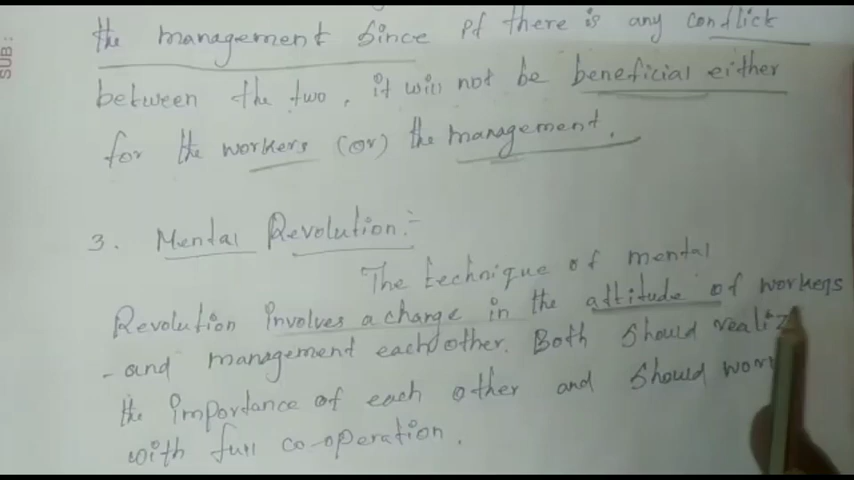 SUB:
the management Since If there is any conflict
between the two, it will not be beneficial either
for the workers (or) the management.
3. Mental Revolution:-
The technique of mental
Revolution involves a change in the attitude of workers
- and management each other. Both should realiz
the importance of each other and should wor
with full co-operation.